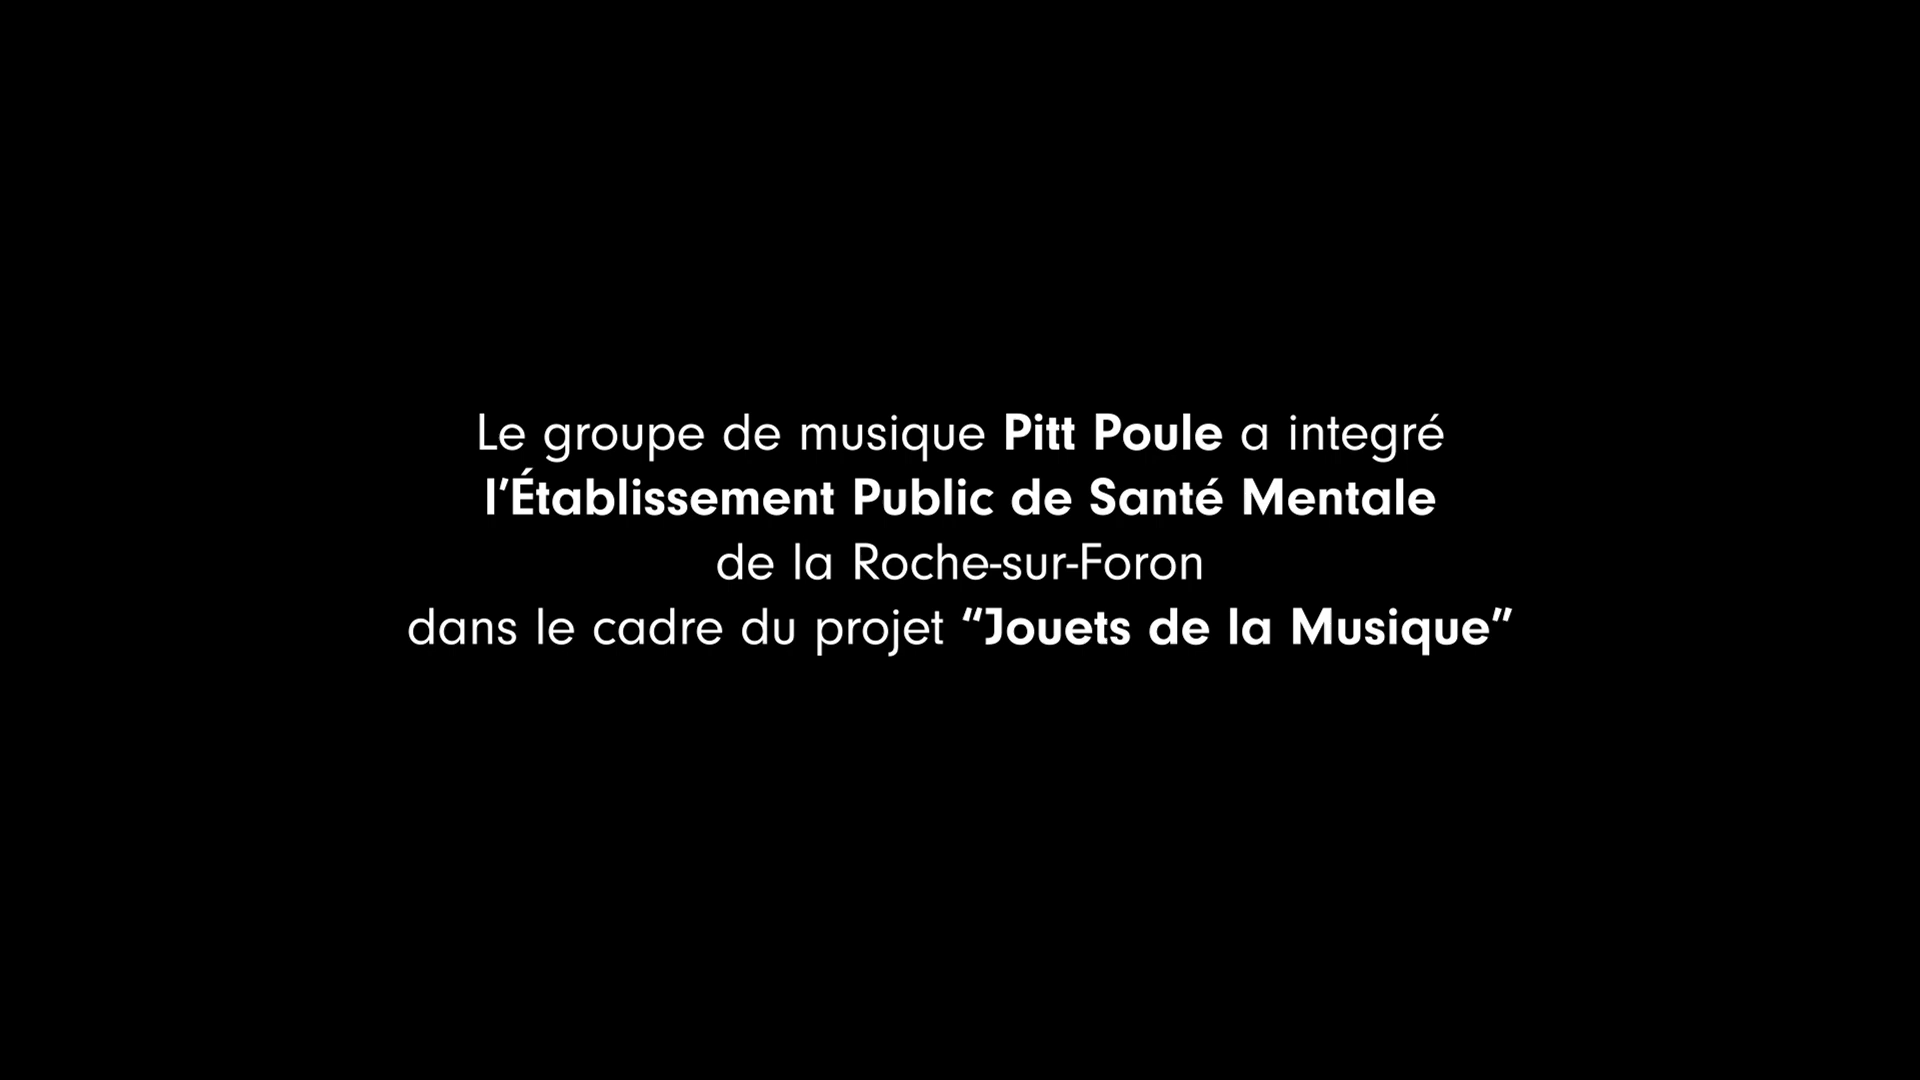 Le groupe de musique Pitt Poule a integré
l’Établissement Public de Santé Mentale
de la Roche-sur-Foron
dans le cadre du projet “Jouets de la Musique”